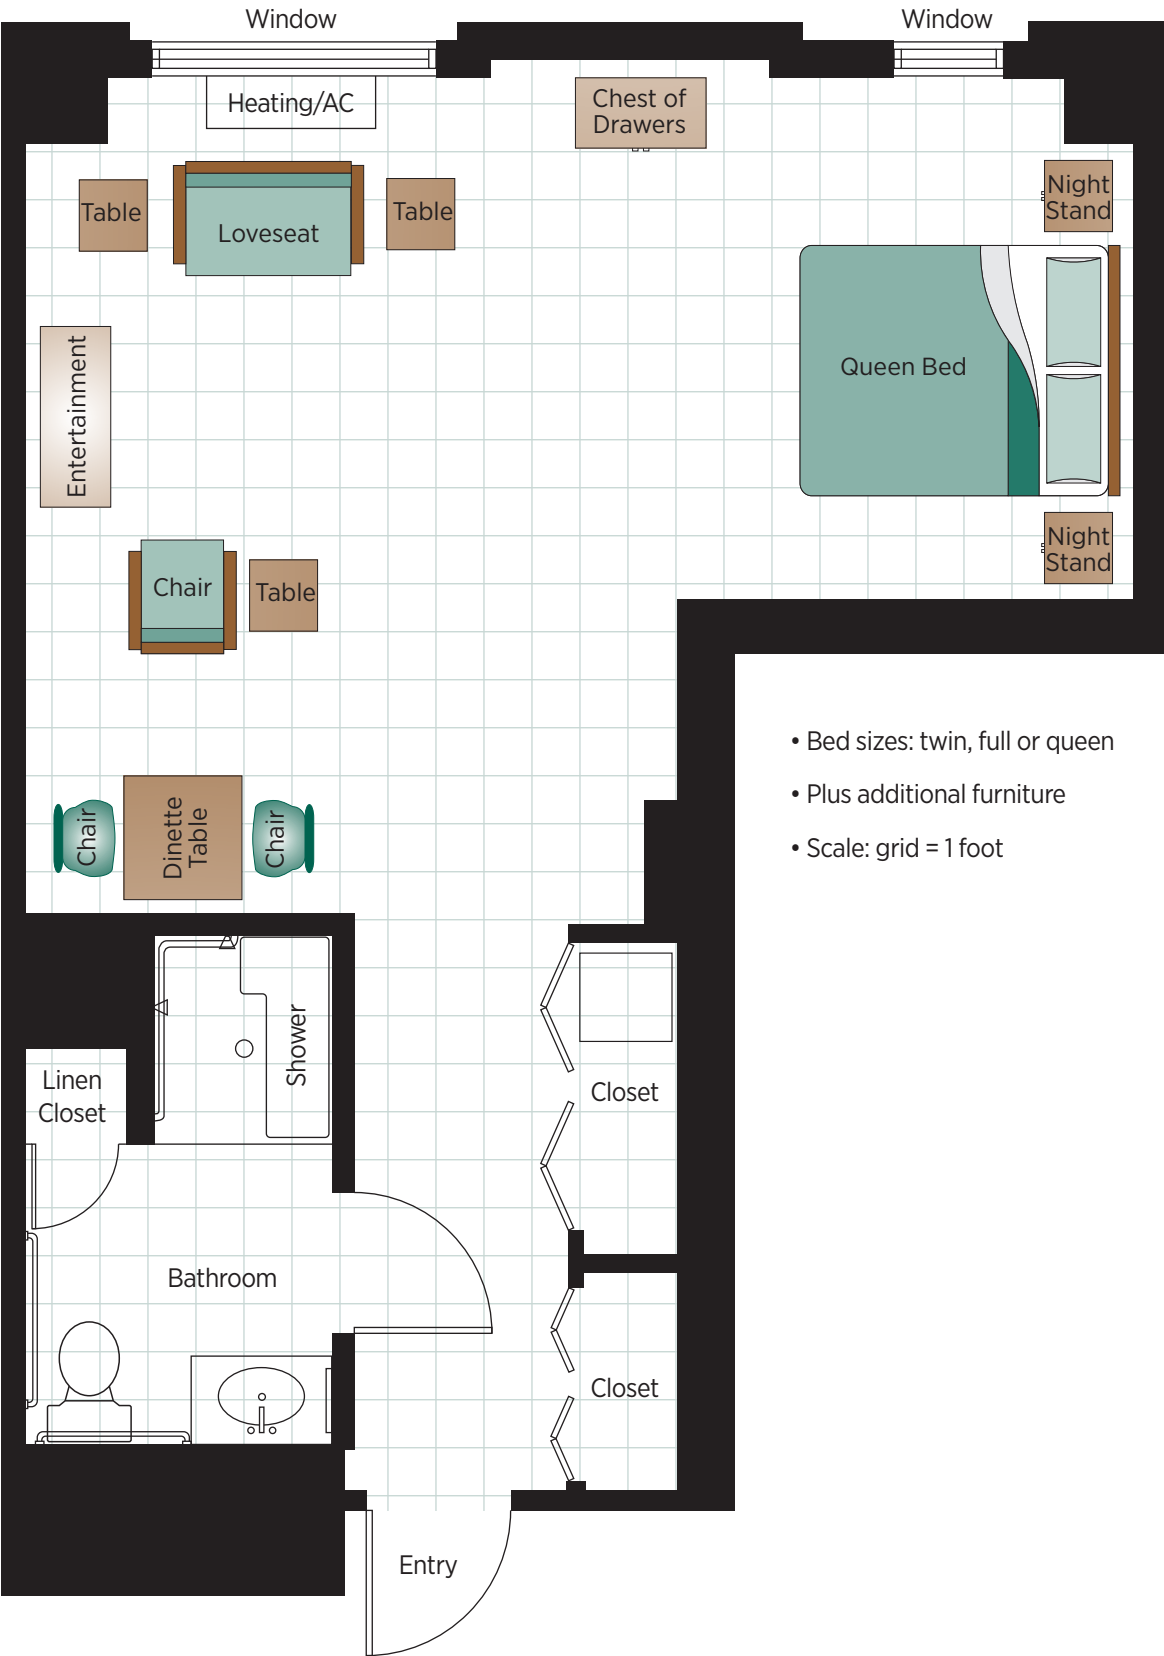 Window
Window
Heating/AC
Chest of
Drawers
Night
Stand
Table
Loveseat
Table
Entertainment
Queen Bed
Night
Stand
Chair
Table
• Bed sizes: twin, full or queen
• Plus additional furniture
• Scale: grid = 1 foot
Chair
Dinette
Table
Chair
Shower
Linen
Closet
Closet
Bathroom
Closet
Entry